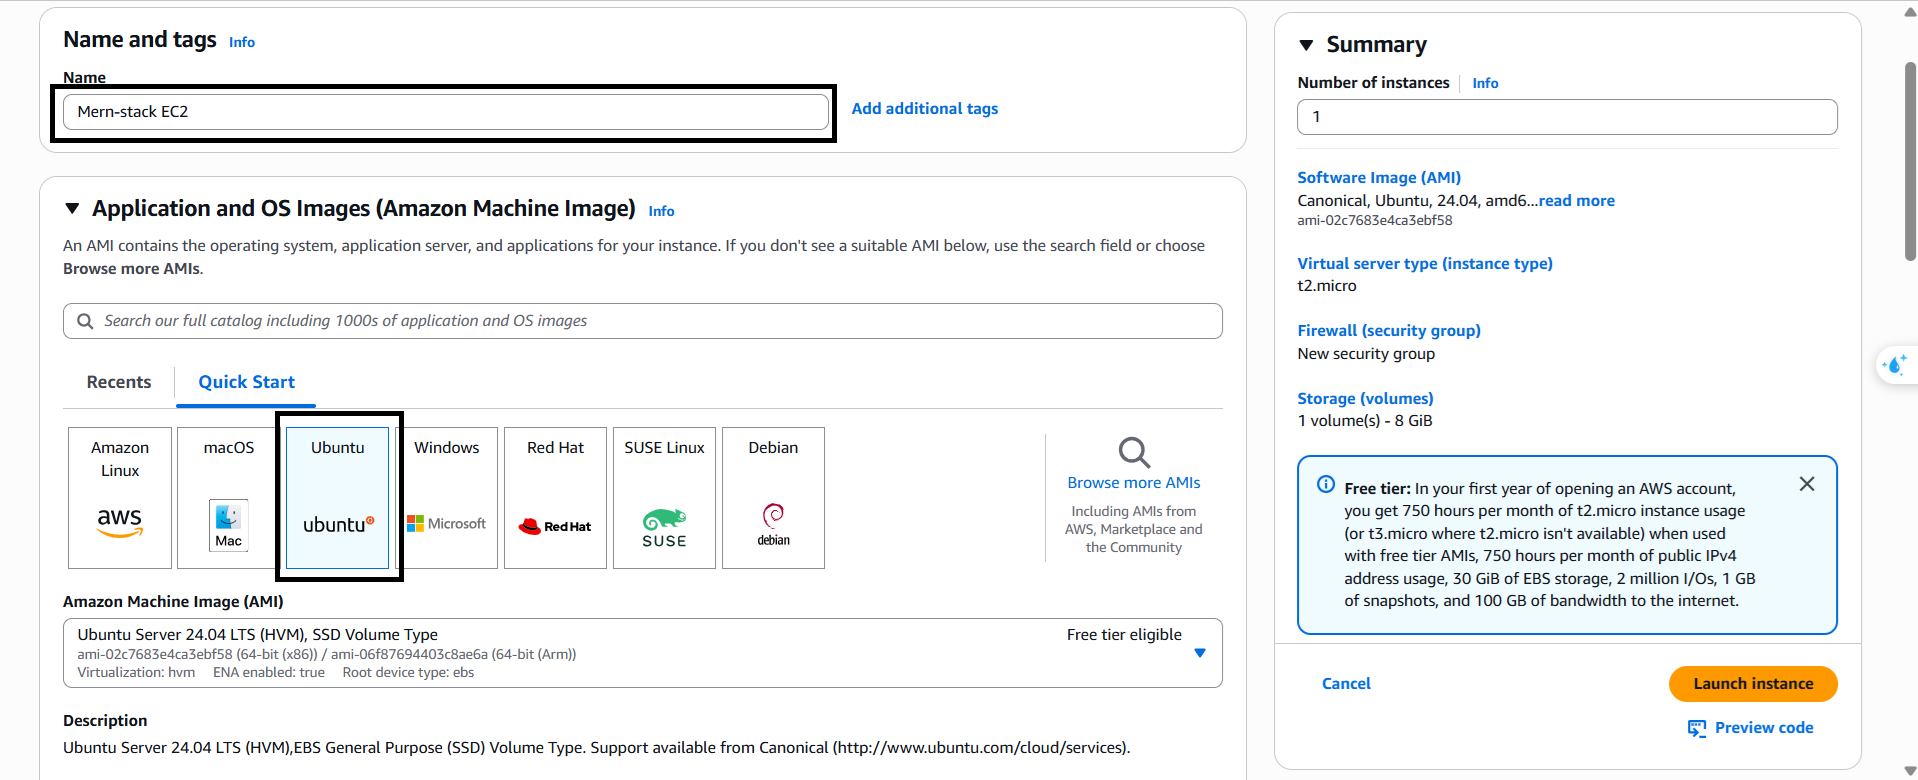 Name and tags Info
Name
Mern-stack EC2
Add additional tags
Application and OS Images (Amazon Machine Image) Info
An AMI contains the operating system, application server, and applications for your instance. If you don't see a suitable AMI below, use the search field or choose
Browse more AMIs.
Search our full catalog including 1000s of application and OS images
Recents
Quick Start
Amazon
Linux
aws
macOS
Mac
Ubuntu
ubuntu
Windows
Microsoft
Red Hat
Red Hat
SUSE Linux
SUSE
Debian
debian
Browse more AMIs
Including AMIs from
AWS, Marketplace and
the Community
Amazon Machine Image (AMI)
Ubuntu Server 24.04 LTS (HVM), SSD Volume Type
Free tier eligible
ami-02c7683e4ca3ebf58 (64-bit (x86)) / ami-06f87694403c8ae6a (64-bit (Arm))
Virtualization: hvm ENA enabled: true Root device type: ebs
Description
Ubuntu Server 24.04 LTS (HVM),EBS General Purpose (SSD) Volume Type. Support available from Canonical (http://www.ubuntu.com/cloud/services).
Summary
Number of instances Info
1
Software Image (AMI)
Canonical, Ubuntu, 24.04, amd6...read more
ami-02c7683e4ca3ebf58
Virtual server type (instance type)
t2.micro
Firewall (security group)
New security group
Storage (volumes)
1 volume(s) - 8 GiB
Free tier: In your first year of opening an AWS account,
you get 750 hours per month of t2.micro instance usage
(or t3.micro where t2.micro isn't available) when used
with free tier AMIs, 750 hours per month of public IPv4
address usage, 30 GiB of EBS storage, 2 million I/Os, 1 GB
of snapshots, and 100 GB of bandwidth to the internet.
Cancel
Launch instance
Preview code